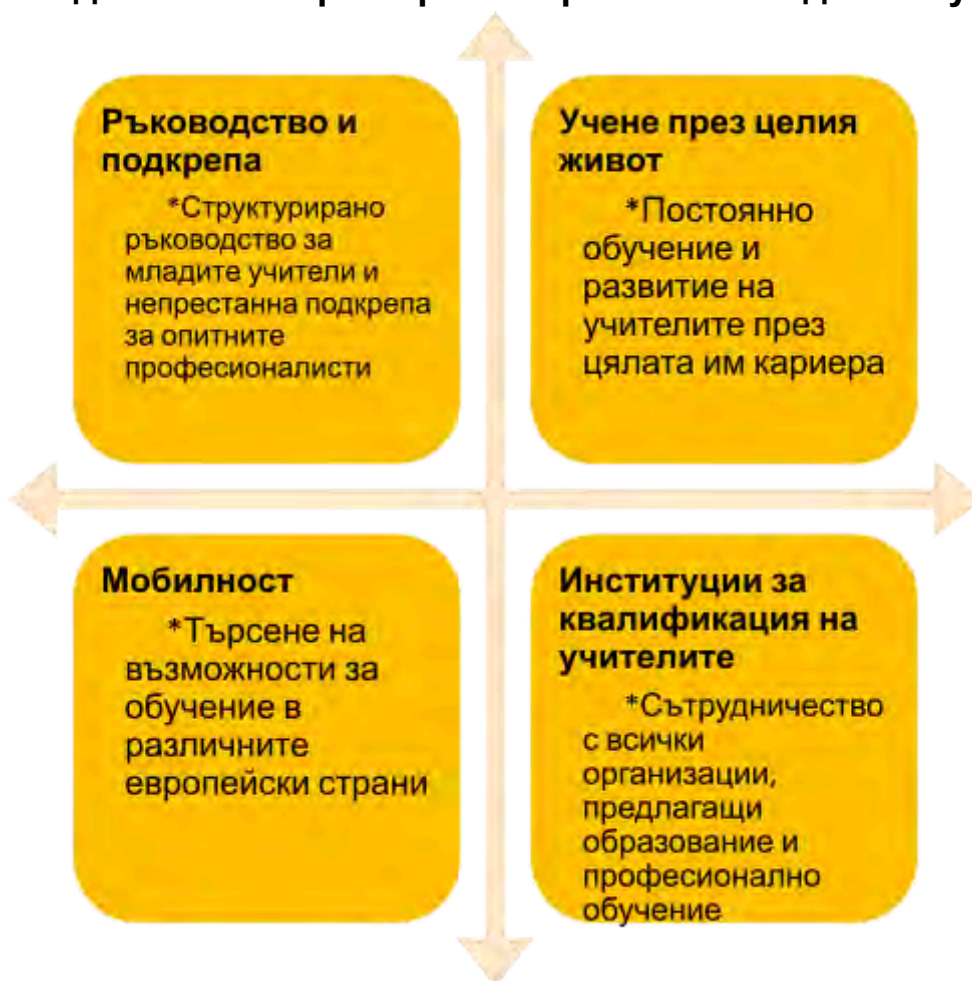 Ръководство и
подкрепа
*Структурирано
ръководство за
младите учители и
непрестанна подкрепа
за опитните
професионалисти
Учене през целия
живот
*Постоянно
обучение и
развитие на
учителите през
цялата им кариера
Мобилност
*Търсене на
възможности за
обучение в
различните
европейски страни
Институции за
квалификация на
учителите
*Сътрудничество
с всички
организации,
предлагащи
образование и
професионално
обучение